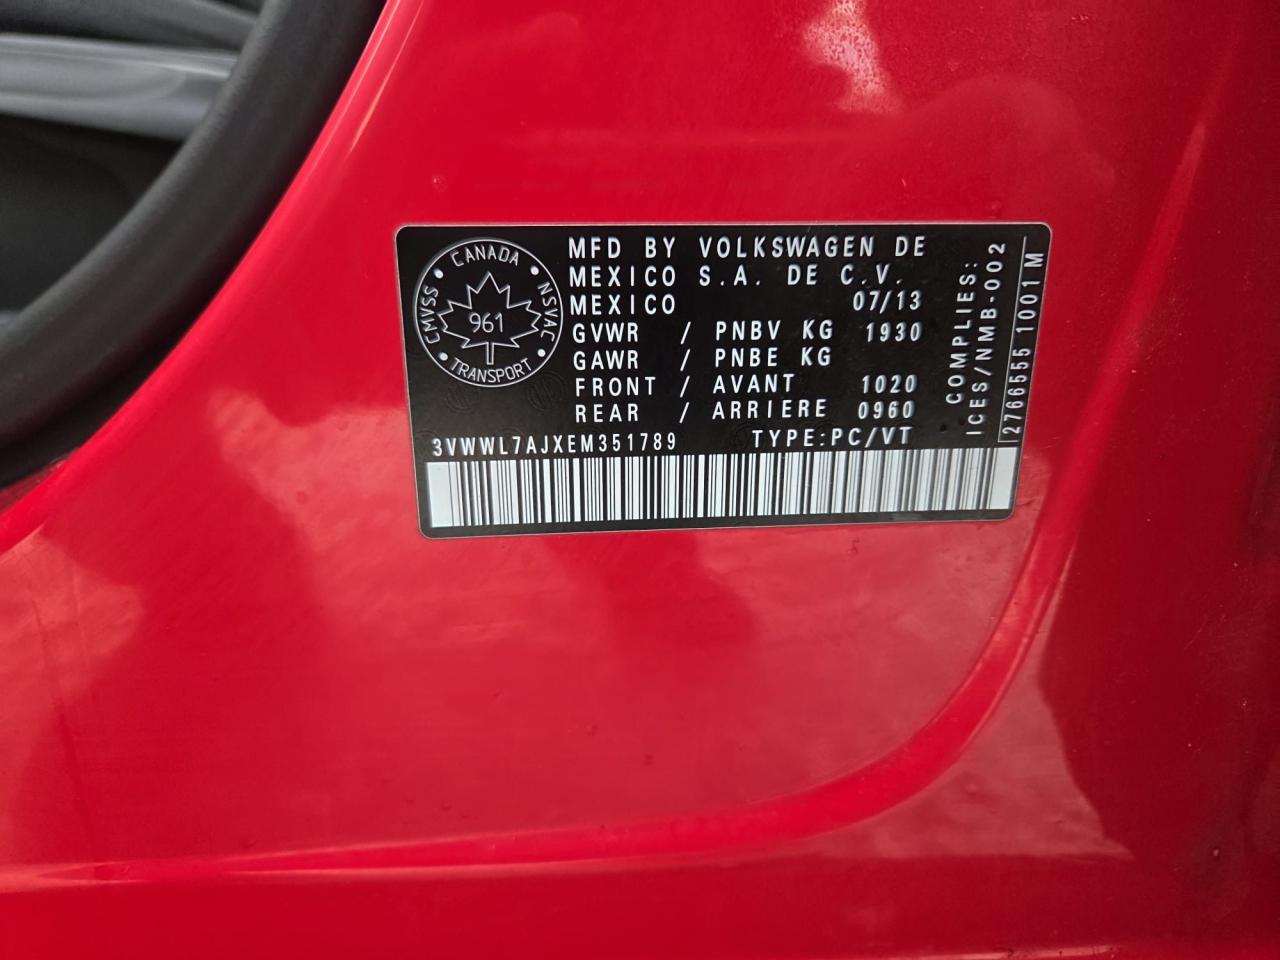 CANADA
CMVSS
961
NSVAC
TRANSPORT
MFD BY VOLKSWAGEN DE
MEXICO S.A. DE C.V.
MEXICO 07/13
GVWR / PNBV KG 1930
GAWR / PNBE KG
FRONT / AVANT 1020
REAR / ARRIERE 0960
3VWWL7AJXEM351789 TYPE:PC/VT
COMPLIES:
ICES/NMB-002
2766555 1001 M